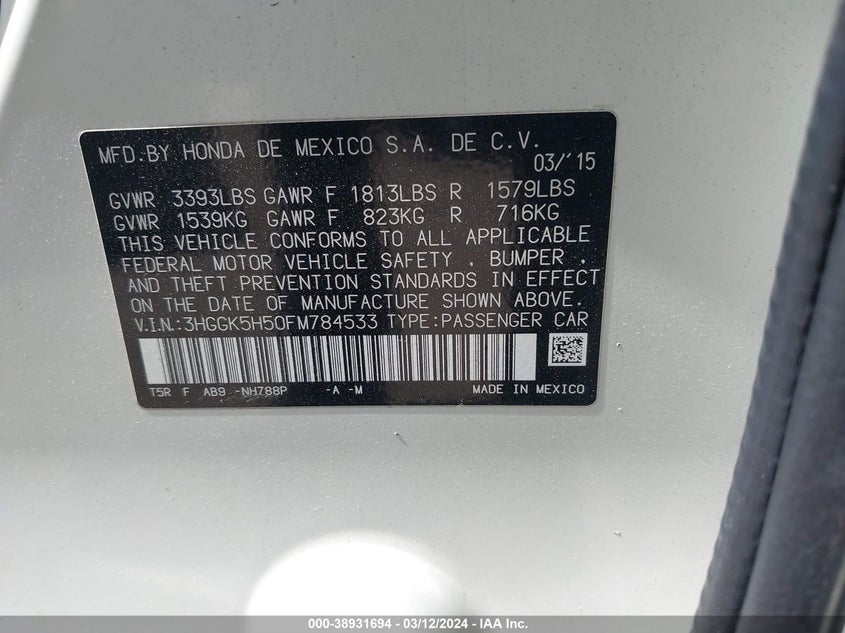 MFD.BY HONDA DE MEXICO S.A. DE C.V.
03/'15
GVWR 3393LBS GAWR F 1813LBS R 1579LBS
GVWR 1539KG GAWR F 823KG R 716KG
THIS VEHICLE CONFORMS TO ALL APPLICABLE
FEDERAL MOTOR VEHICLE SAFETY , BUMPER ,
AND THEFT PREVENTION STANDARDS IN EFFECT
ON THE DATE OF MANUFACTURE SHOWN ABOVE.
V.I.N.:3HGGK5H50FM784533 TYPE:PASSENGER CAR
T5R F AB9 -NH788P -A -M MADE IN MEXICO
000-38931694 - 03/12/2024 - IAA Inc.